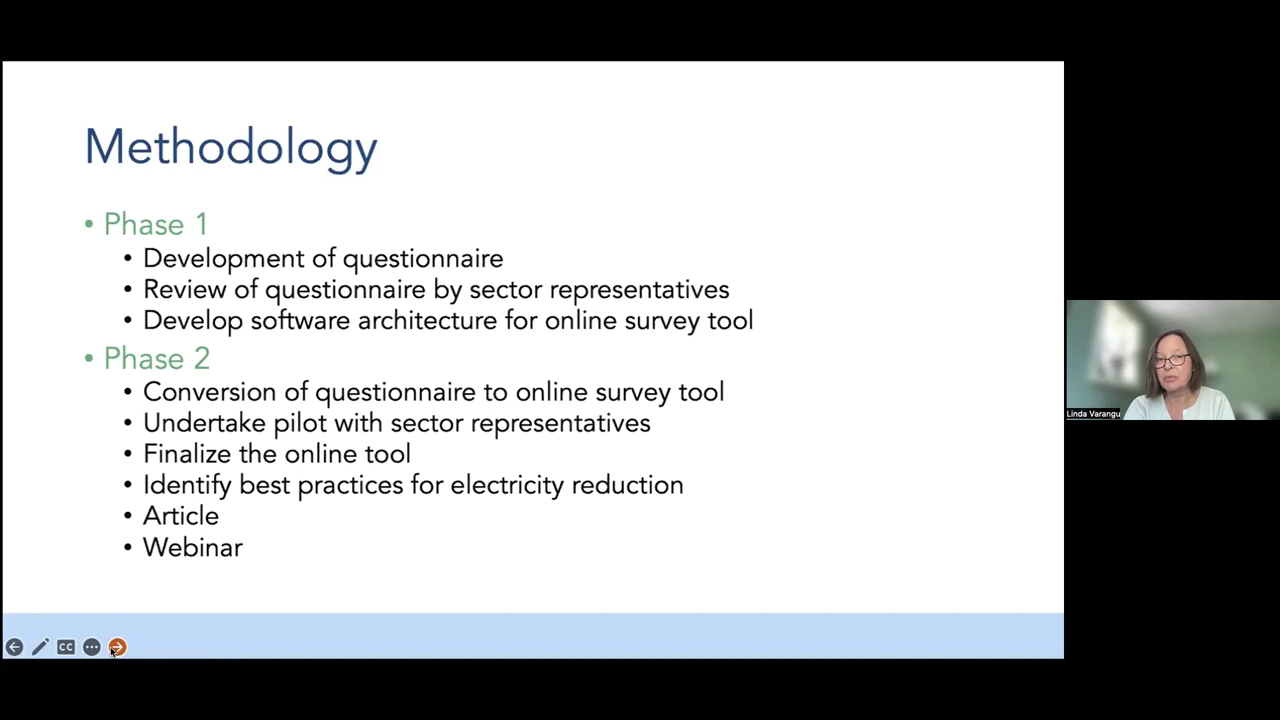 Methodology
• Phase 1
• Development of questionnaire
• Review of questionnaire by sector representatives
• Develop software architecture for online survey tool
• Phase 2
• Conversion of questionnaire to online survey tool
• Undertake pilot with sector representatives
• Finalize the online tool
• Identify best practices for electricity reduction
• Article
• Webinar
CC
Linda Varangu